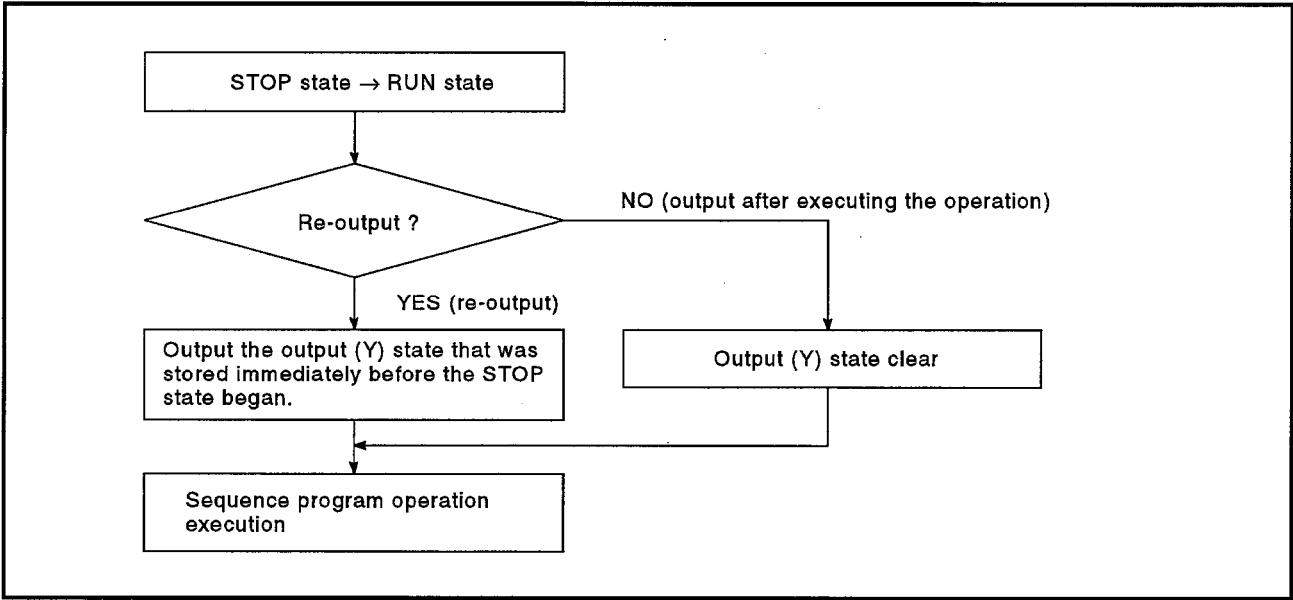 STOP state → RUN state
Re-output ?
NO (output after executing the operation)
YES (re-output)
Output the output (Y) state that was
stored immediately before the STOP
state began.
Output (Y) state clear
Sequence program operation
execution